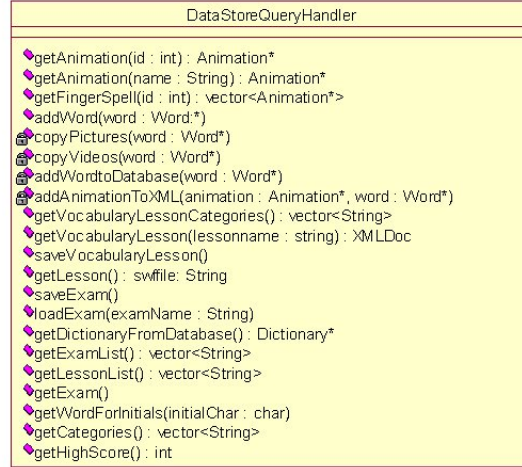 DataStoreQueryHandler
getAnimation(id : int) : Animation*
getAnimation(name : String) : Animation*
getFingerSpell(id : int) : vector<Animation*>
addWord(word : Word:*)
copyPictures(word : Word*)
copyVideos(word : Word*)
addWordtoDatabase(word : Word*)
addAnimationToXML(animation : Animation*, word : Word*)
getVocabularyLessonCategories() : vector<String>
getVocabularyLesson(lessonname : string) : XMLDoc
saveVocabularyLesson()
getLesson() : swffile: String
saveExam()
loadExam(examName : String)
getDictionaryFromDatabase() : Dictionary*
getExamList() : vector<String>
getLessonList() : vector<String>
getExam()
getWordForInitials(initialChar : char)
getCategories() : vector<String>
getHighScore() : int